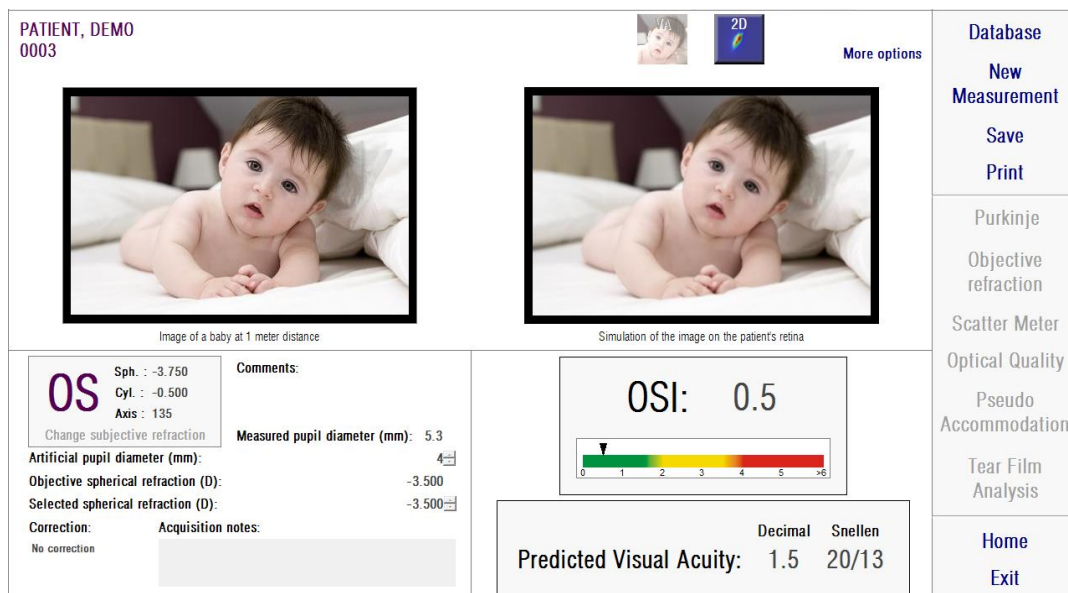 PATIENT, DEMO
0003
VA
2D
More options
Image of a baby at 1 meter distance
Simulation of the image on the patient's retina
OS
Sph. : -3.750
Cyl. : -0.500
Axis : 135
Change subjective refraction
Comments:
Measured pupil diameter (mm): 5.3
Artificial pupil diameter (mm): 4
Objective spherical refraction (D): -3.500
Selected spherical refraction (D): -3.500
Correction:
No correction
Acquisition notes:
OSI: 0.5
0 1 2 3 4 5 >6
Decimal Snellen
Predicted Visual Acuity: 1.5 20/13
Database
New
Measurement
Save
Print
Purkinje
Objective
refraction
Scatter Meter
Optical Quality
Pseudo
Accommodation
Tear Film
Analysis
Home
Exit